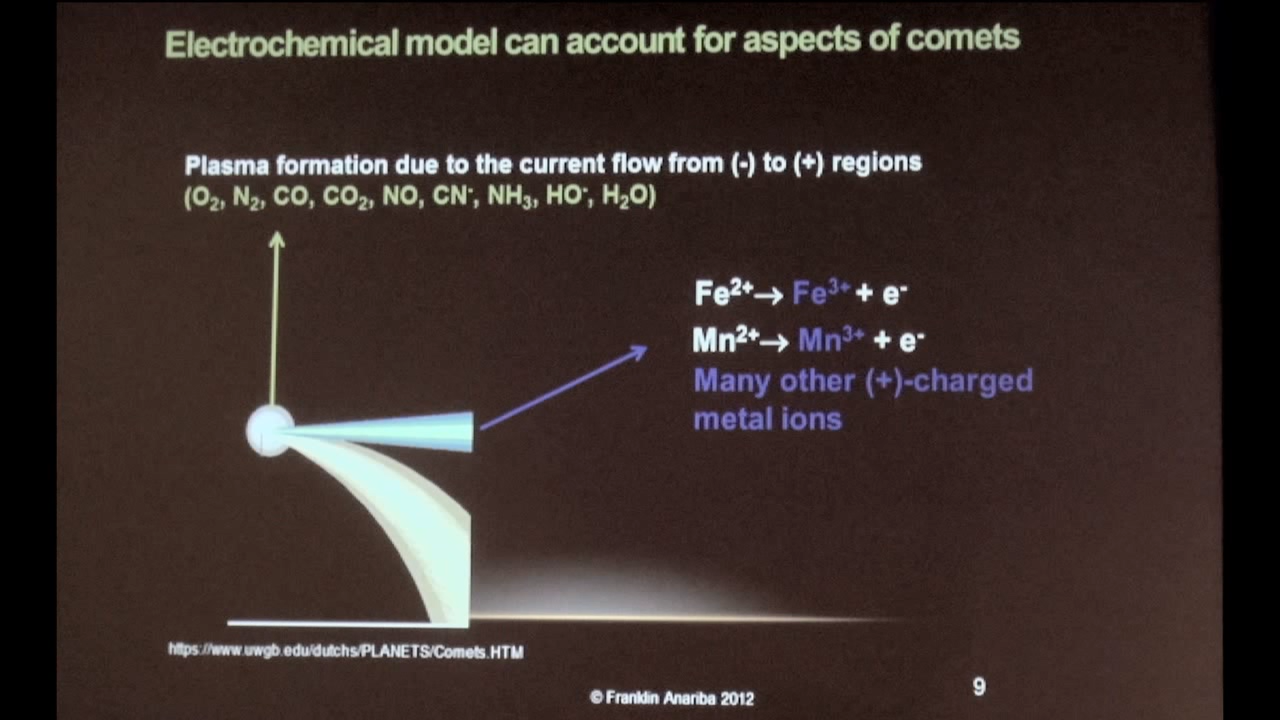 Electrochemical model can account for aspects of comets
Plasma formation due to the current flow from (-) to (+) regions
(O₂, N₂, CO, CO₂, NO, CN⁻, NH₃, HO⁻, H₂O)
Fe²⁺→ Fe³⁺ + e⁻
Mn²⁺→ Mn³⁺ + e⁻
Many other (+)-charged
metal ions
https://www.uwgb.edu/dutchs/PLANETS/Comets.HTM
© Franklin Anariba 2012
9